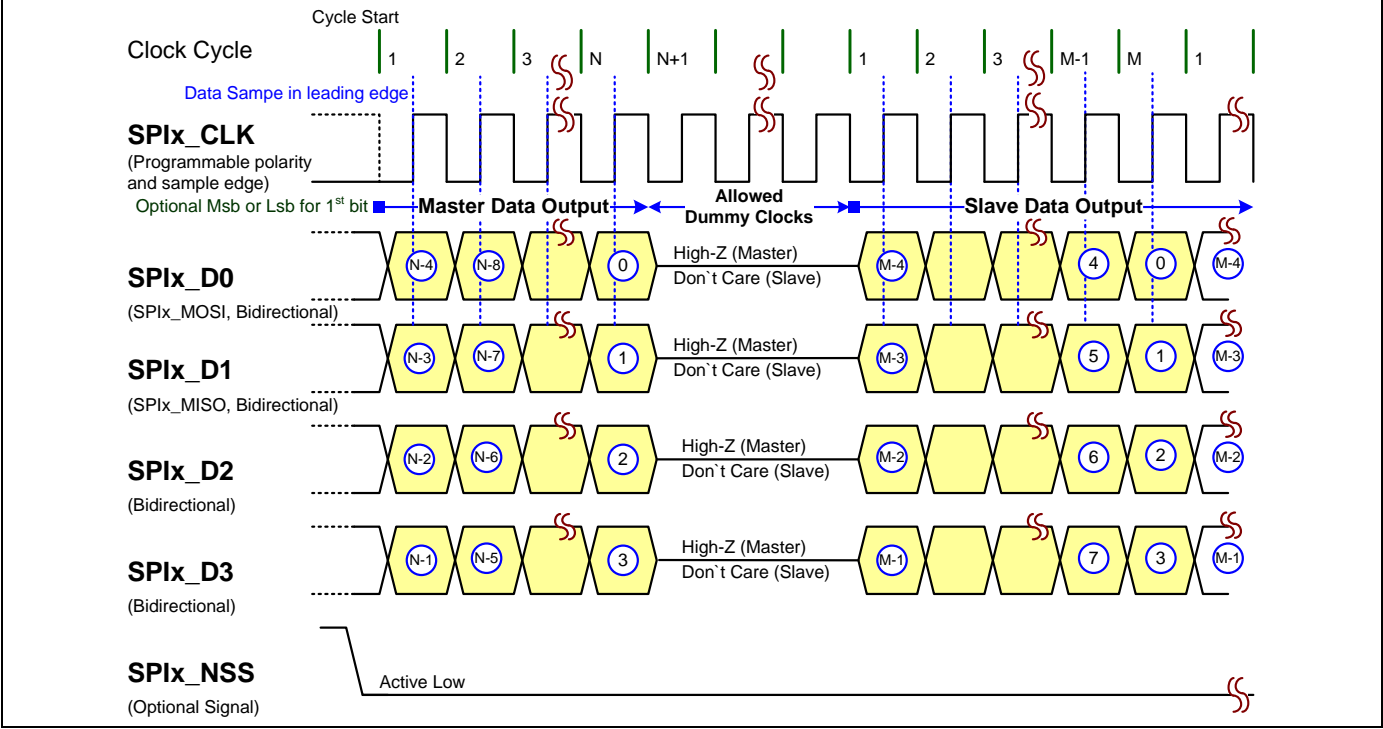 Cycle Start
Clock Cycle
1 2 3 N N+1 1 2 3 M-1 M 1
Data Sampe in leading edge
SPIx_CLK
(Programmable polarity
and sample edge)
Optional Msb or Lsb for 1st bit
Master Data Output
Allowed
Dummy Clocks
Slave Data Output
SPIx_D0
(SPIx_MOSI, Bidirectional)
N-4 N-8 0
High-Z (Master)
Don`t Care (Slave)
M-4 4 0 M-4
SPIx_D1
(SPIx_MISO, Bidirectional)
N-3 N-7 1
High-Z (Master)
Don`t Care (Slave)
M-3 5 1 M-3
SPIx_D2
(Bidirectional)
N-2 N-6 2
High-Z (Master)
Don`t Care (Slave)
M-2 6 2 M-2
SPIx_D3
(Bidirectional)
N-1 N-5 3
High-Z (Master)
Don`t Care (Slave)
M-1 7 3 M-1
SPIx_NSS
(Optional Signal)
Active Low